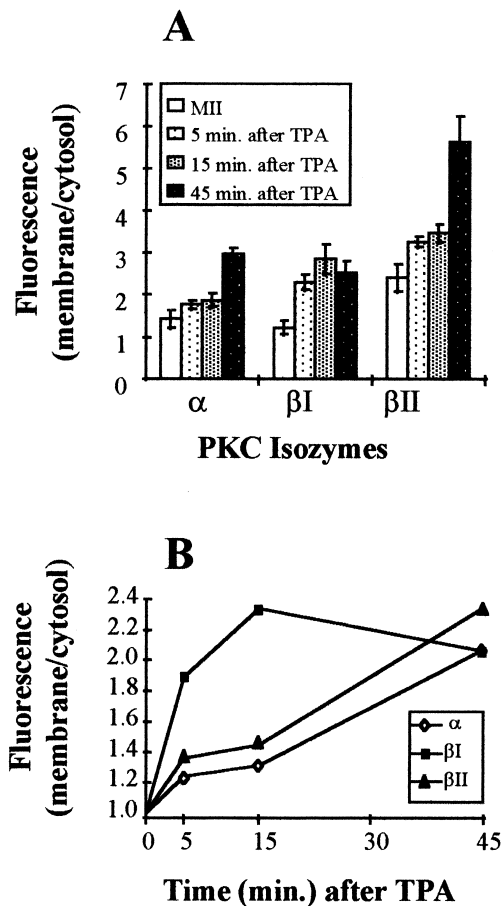 A
Fluorescence
(membrane/cytosol)
7
6
5
4
3
2
1
0
MII
5 min. after TPA
15 min. after TPA
45 min. after TPA
α
βI
βII
PKC Isozymes
B
Fluorescence
(membrane/cytosol)
2.4
2.2
2.0
1.8
1.6
1.4
1.2
1.0
α
βI
βII
0 5 15 30 45
Time (min.) after TPA